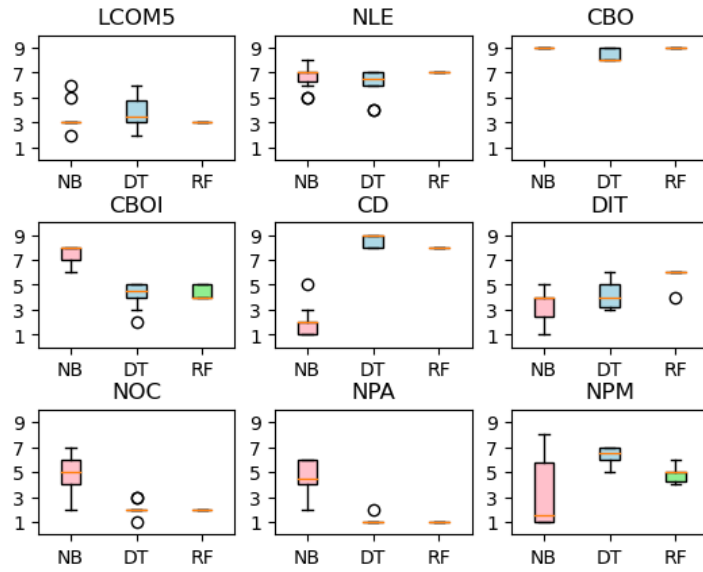 LCOM5 NLE CBO
9 9 9
7 7 7
5 5 5
3 3 3
1 1 1
NB DT RF NB DT RF NB DT RF
CBOI CD DIT
9 9 9
7 7 7
5 5 5
3 3 3
1 1 1
NB DT RF NB DT RF NB DT RF
NOC NPA NPM
9 9 9
7 7 7
5 5 5
3 3 3
1 1 1
NB DT RF NB DT RF NB DT RF